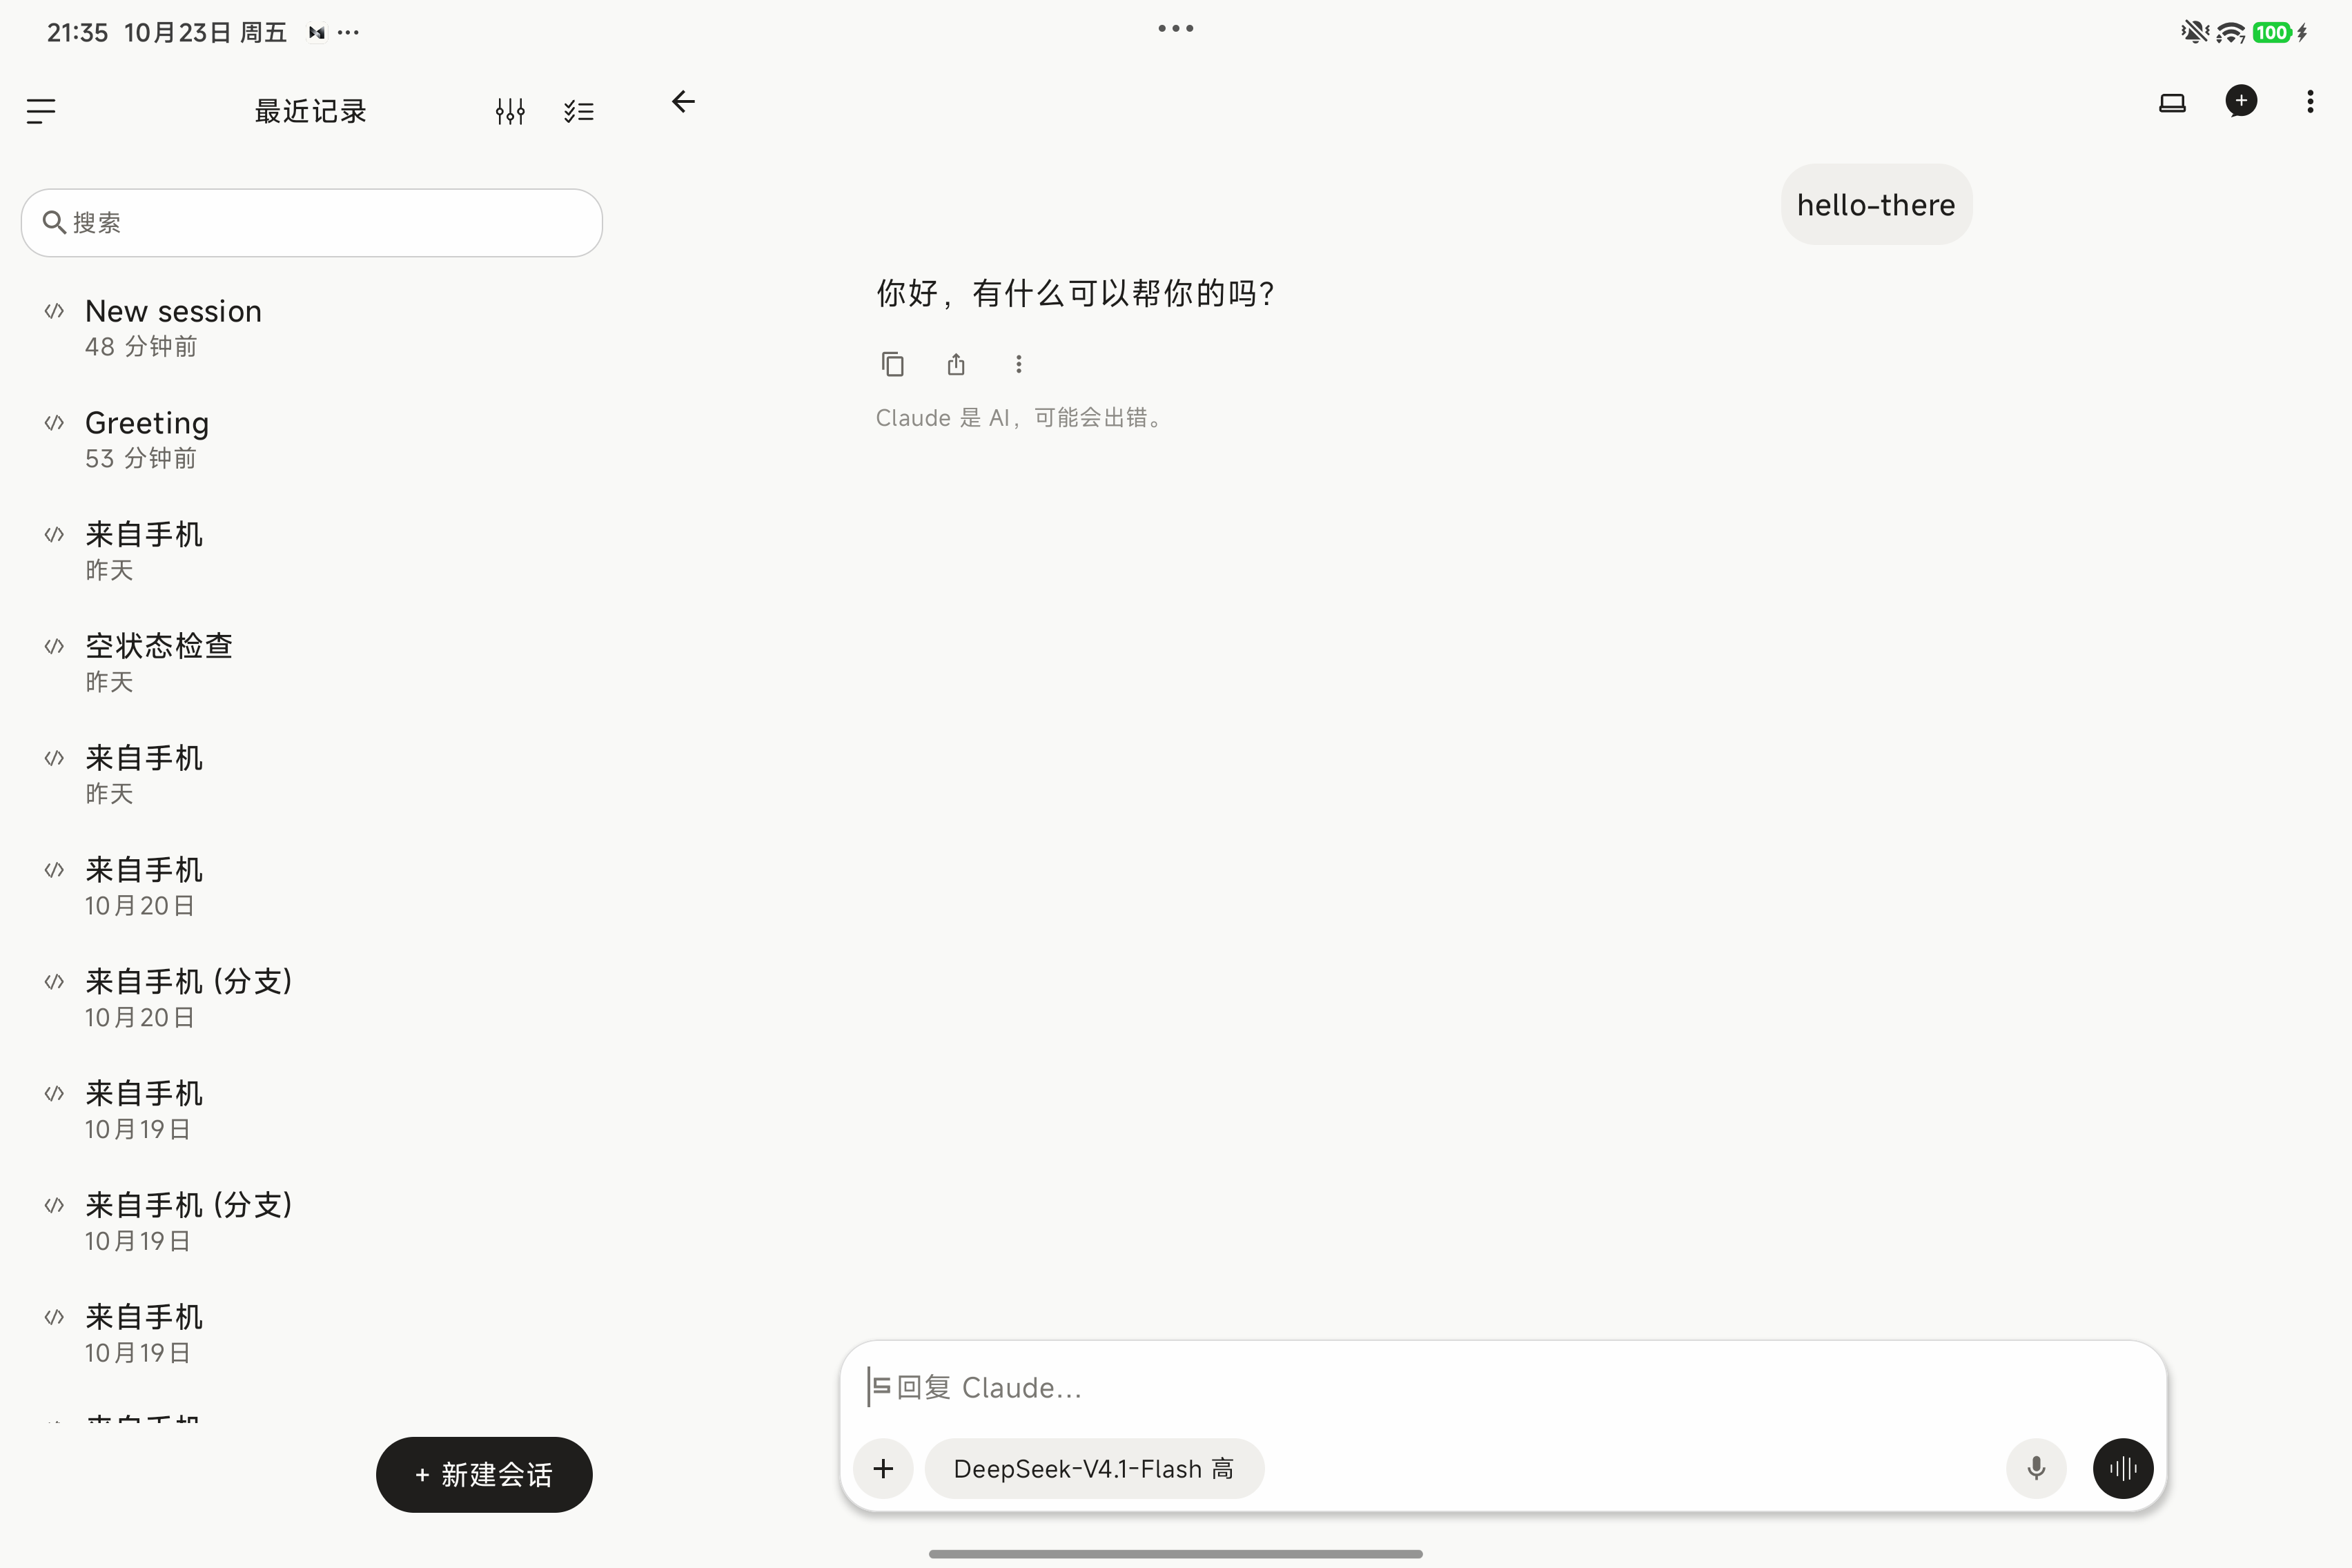 21:35 10月23日 周五
100
最近记录
搜索
New session
48 分钟前
Greeting
53 分钟前
来自手机
昨天
空状态检查
昨天
来自手机
昨天
来自手机
10月20日
来自手机 (分支)
10月20日
来自手机
10月19日
来自手机 (分支)
10月19日
来自手机
10月19日
+ 新建会话
hello-there
你好，有什么可以帮你的吗？
Claude 是 AI，可能会出错。
回复 Claude...
DeepSeek-V4.1-Flash 高